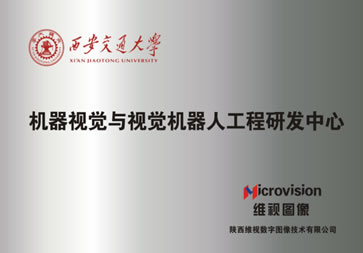 西安交通大学
XI'AN JIAOTONG UNIVERSITY
机器视觉与视觉机器人工程研发中心
Microvision
维视图像
陕西维视数字图像技术有限公司